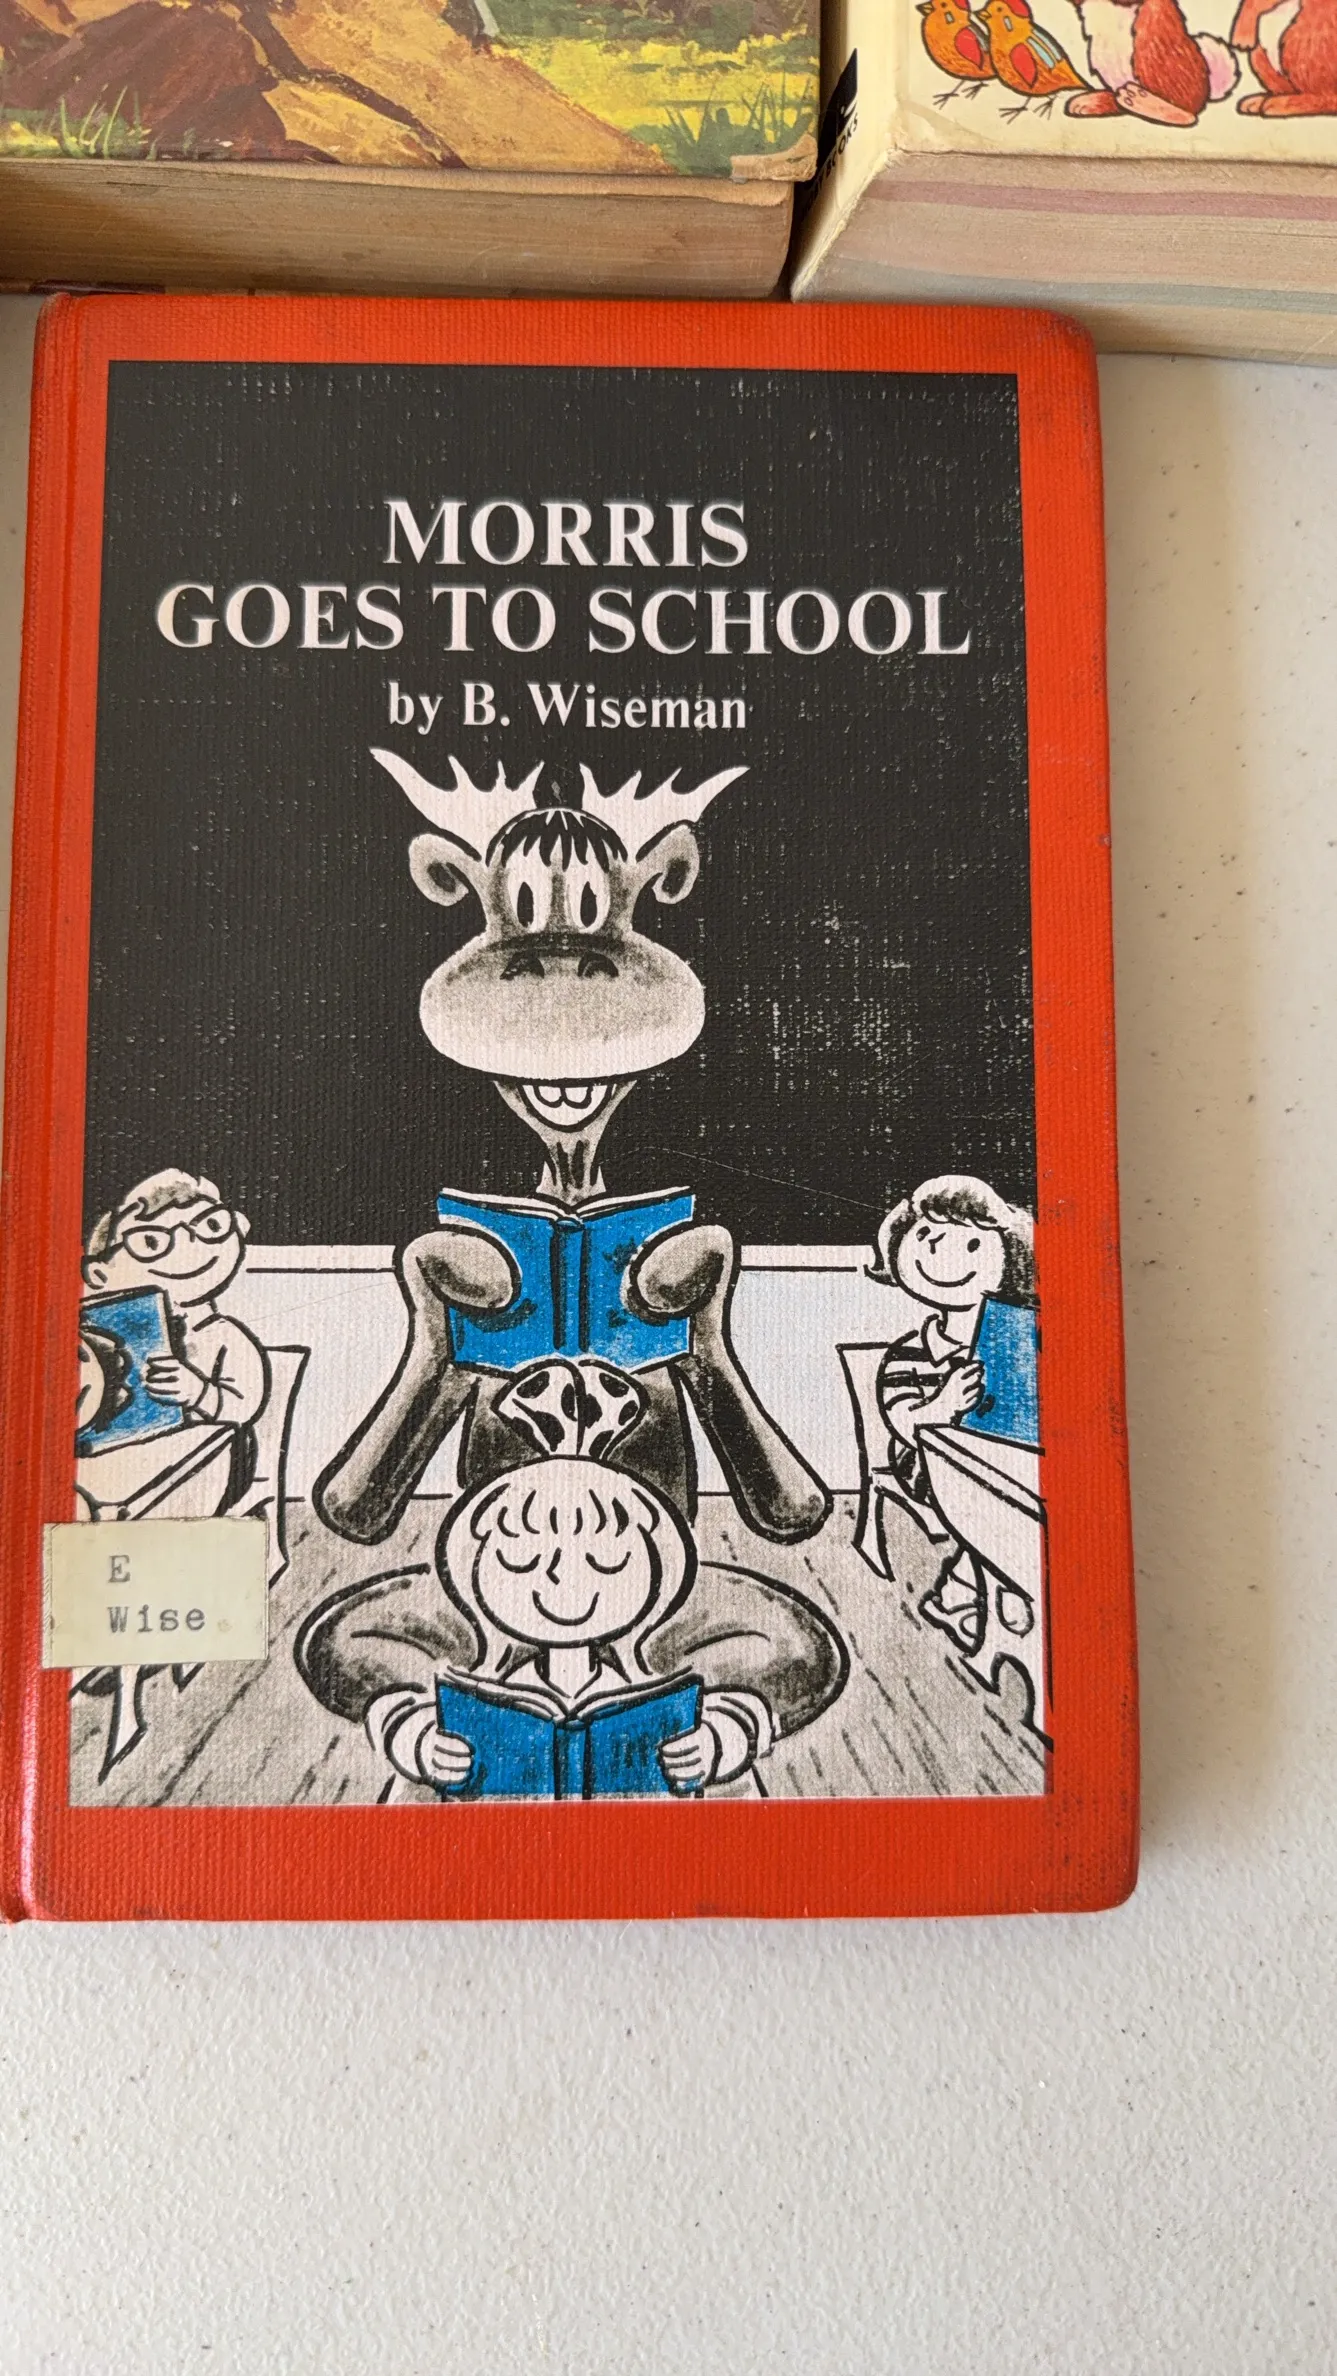 MORRIS
GOES TO SCHOOL
by B. Wiseman
E
Wise